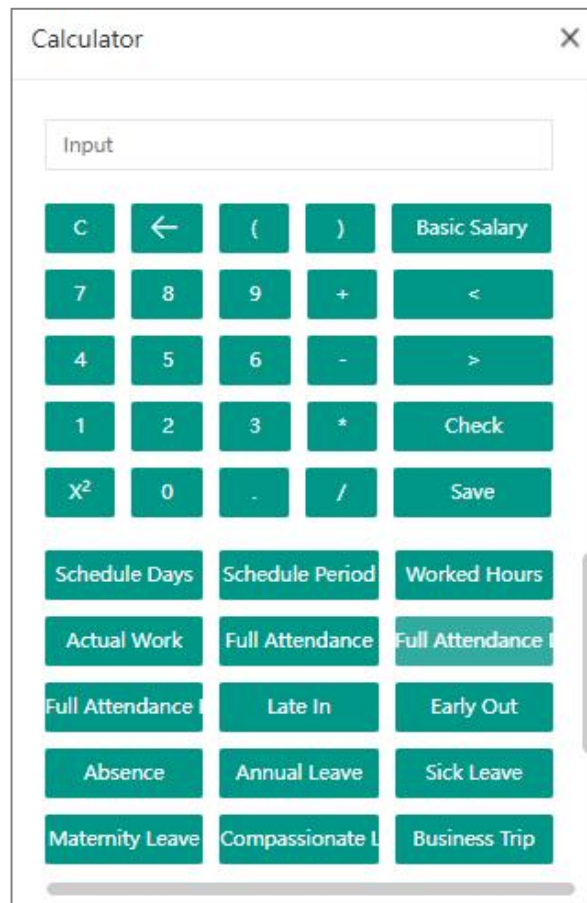 Calculator ×
Input
C ← ( ) Basic Salary
7 8 9 + <
4 5 6 - >
1 2 3 * Check
X² 0 . / Save
Schedule Days Schedule Period Worked Hours
Actual Work Full Attendance Full Attendance
Full Attendance Late In Early Out
Absence Annual Leave Sick Leave
Maternity Leave Compassionate L Business Trip